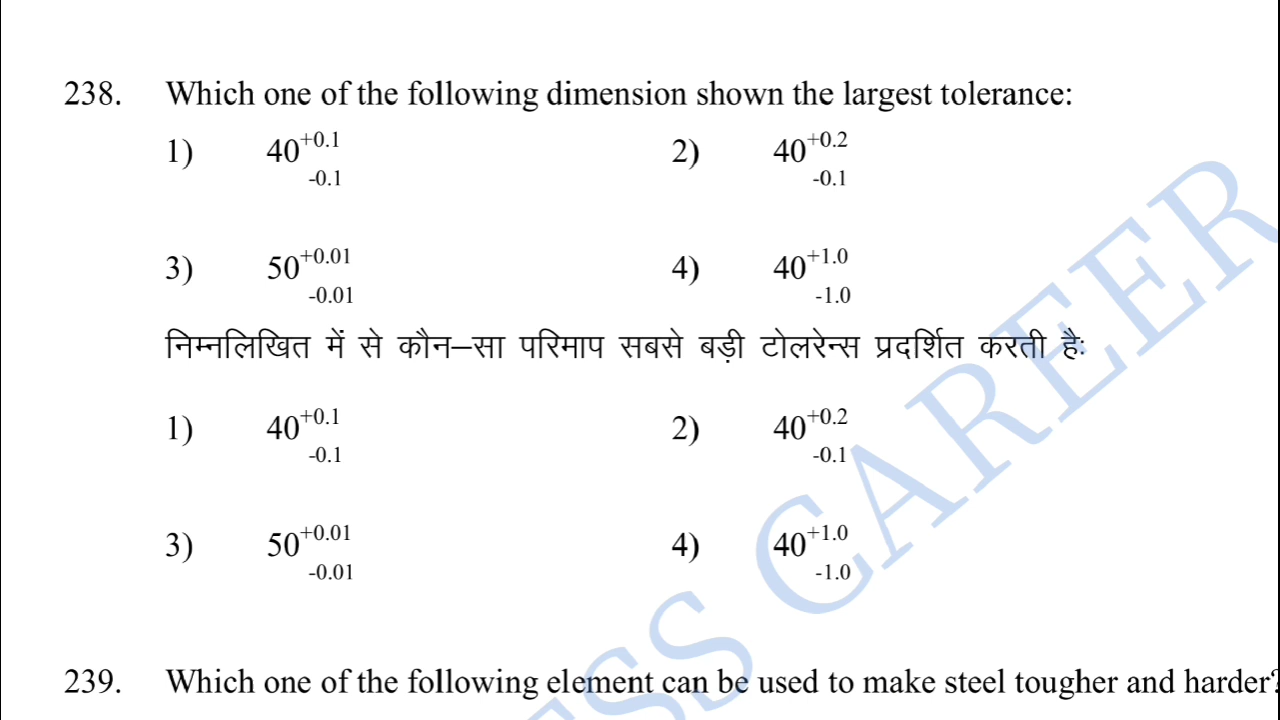 238. Which one of the following dimension shown the largest tolerance:
1) 40+0.1 2) 40+0.2
-0.1 -0.1
3) 50+0.01 4) 40+1.0
-0.01 -1.0
निम्नलिखित में से कौन–सा परिमाप सबसे बड़ी टोलरेन्स प्रदर्शित करती है:
1) 40+0.1 2) 40+0.2
-0.1 -0.1
3) 50+0.01 4) 40+1.0
-0.01 -1.0
239. Which one of the following element can be used to make steel tougher and harder?
ESS CAREER